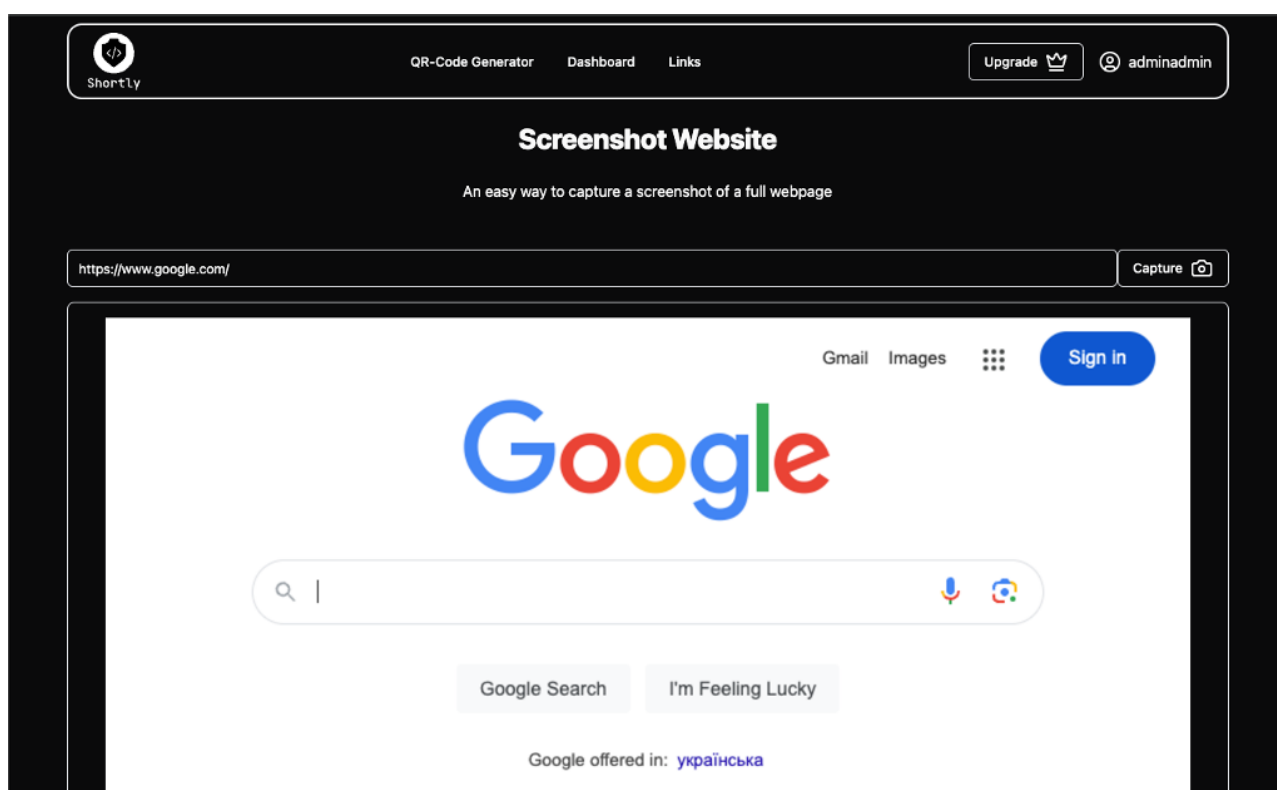 Shortly
QR-Code Generator Dashboard Links
Upgrade adminadmin
Screenshot Website
An easy way to capture a screenshot of a full webpage
https://www.google.com/ Capture
Gmail Images Sign in
Google
Google Search I'm Feeling Lucky
Google offered in: українська